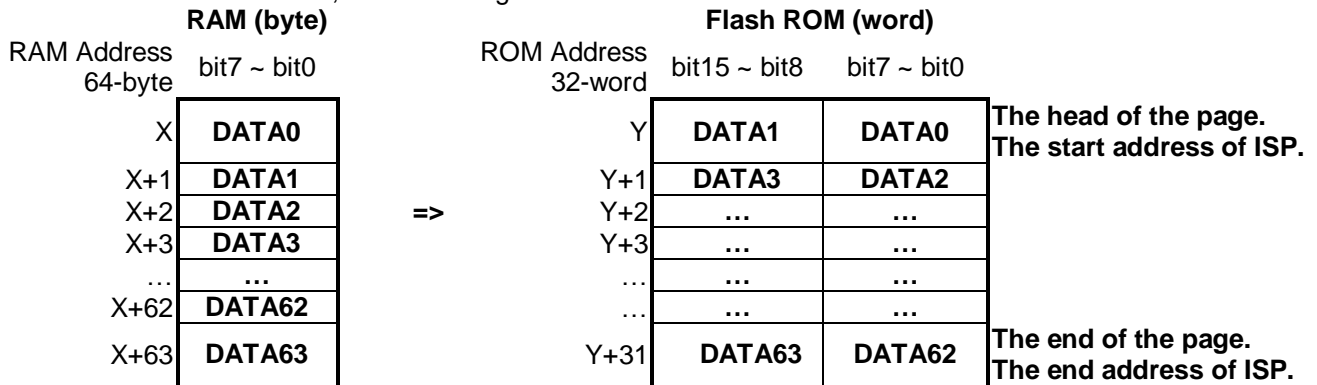 RAM (byte) Flash ROM (word)
RAM Address 64-byte bit7 ~ bit0 ROM Address 32-word bit15 ~ bit8 bit7 ~ bit0
X DATA0 Y DATA1 DATA0 The head of the page. The start address of ISP.
X+1 DATA1 Y+1 DATA3 DATA2
X+2 DATA2 => Y+2 … …
X+3 DATA3 Y+3 … …
… … … … …
X+62 DATA62 … … …
X+63 DATA63 Y+31 DATA63 DATA62 The end of the page. The end address of ISP.